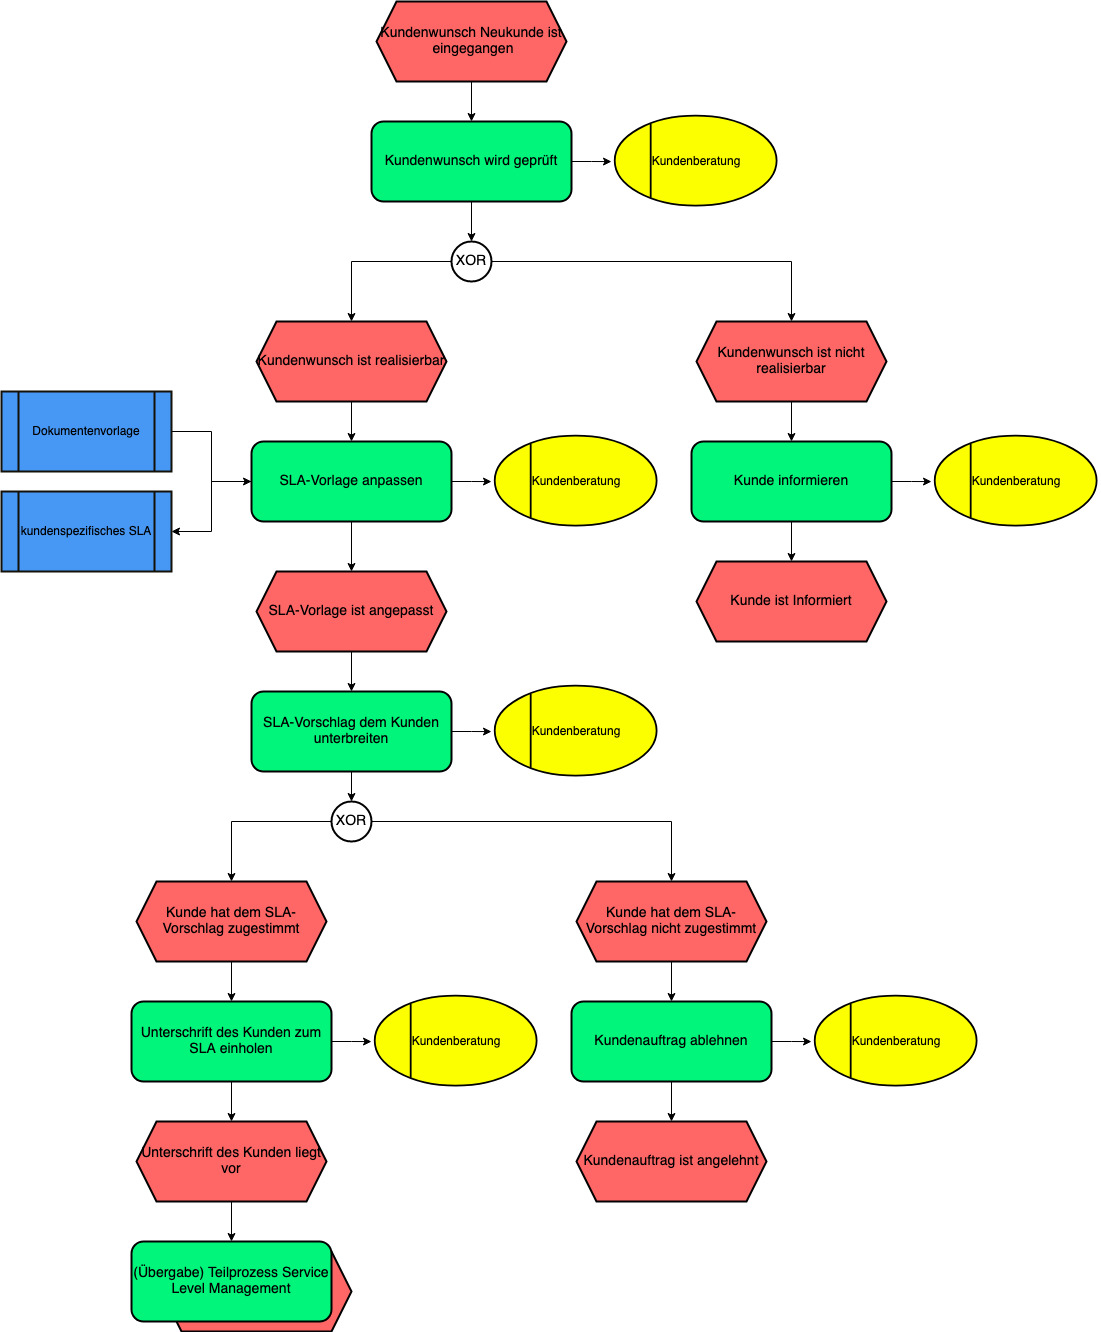 Kundenwunsch Neukunde ist
eingegangen
Kundenwunsch wird geprüft
Kundenberatung
XOR
Kundenwunsch ist realisierbar
Kundenwunsch ist nicht
realisierbar
Dokumentenvorlage
kundenspezifisches SLA
SLA-Vorlage anpassen
Kundenberatung
Kunde informieren
Kundenberatung
SLA-Vorlage ist angepasst
Kunde ist Informiert
SLA-Vorschlag dem Kunden
unterbreiten
Kundenberatung
XOR
Kunde hat dem SLA-
Vorschlag zugestimmt
Kunde hat dem SLA-
Vorschlag nicht zugestimmt
Unterschrift des Kunden zum
SLA einholen
Kundenberatung
Kundenauftrag ablehnen
Kundenberatung
Unterschrift des Kunden liegt
vor
Kundenauftrag ist angelehnt
(Übergabe) Teilprozess Service
Level Management